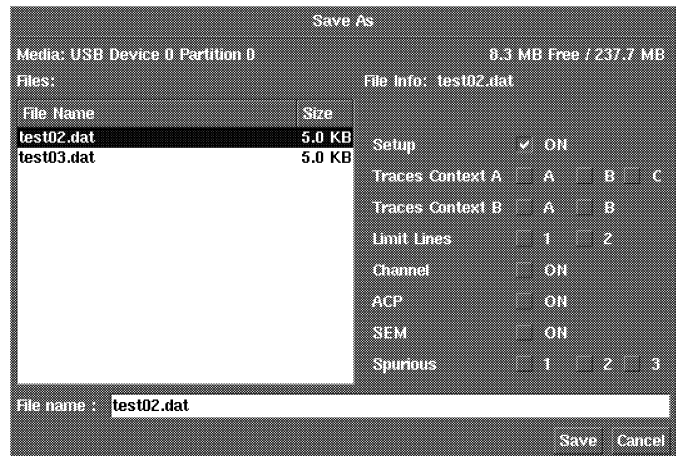 Save As
Media: USB Device 0 Partition 0 8.3 MB Free / 237.7 MB
Files: File Info: test02.dat
File Name Size
test02.dat 5.0 KB
test03.dat 5.0 KB
Setup ON
Traces Context A A B C
Traces Context B A B
Limit Lines 1 2
Channel ON
ACP ON
SEM ON
Spurious 1 2 3
File name : test02.dat
Save Cancel